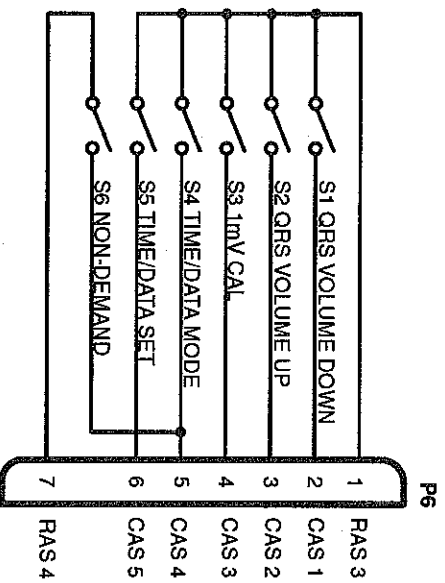 P6
1 RAS 3
S1 QRS VOLUME DOWN 2 CAS 1
S2 QRS VOLUME UP 3 CAS 2
S3 1mV CAL 4 CAS 3
S4 TIME/DATA MODE 5 CAS 4
S5 TIME/DATA SET 6 CAS 5
S6 NON-DEMAND
7 RAS 4